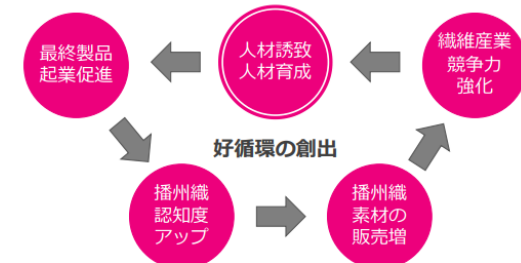 最終製品
起業促進
人材誘致
人材育成
繊維産業
競争力
強化
好循環の創出
播州織
認知度
アップ
播州織
素材の
販売増